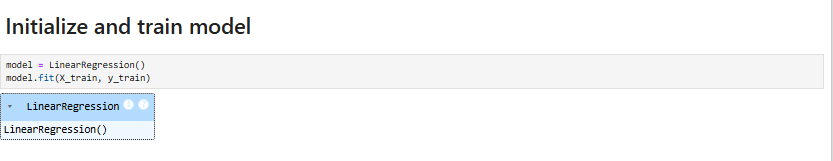 Initialize and train model
model = LinearRegression()
model.fit(X_train, y_train)
LinearRegression
LinearRegression()